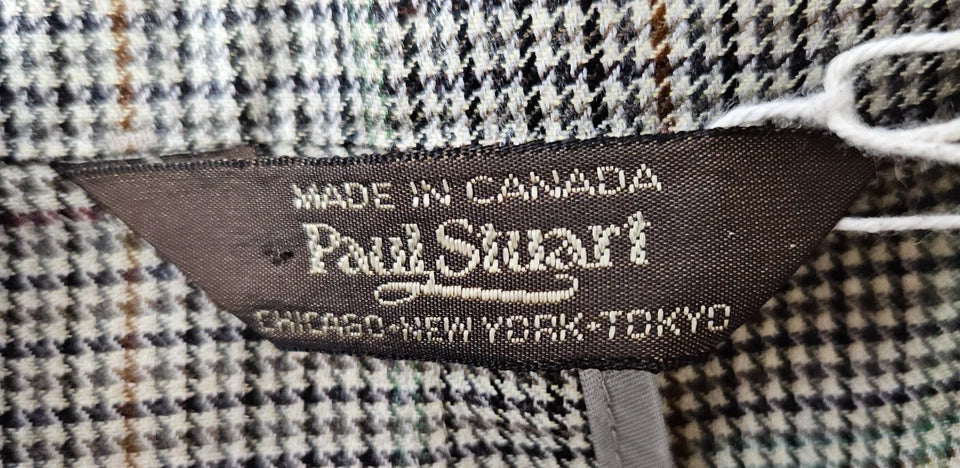 MADE IN CANADA
Paul Stuart
CHICAGO·NEW YORK·TOKYO